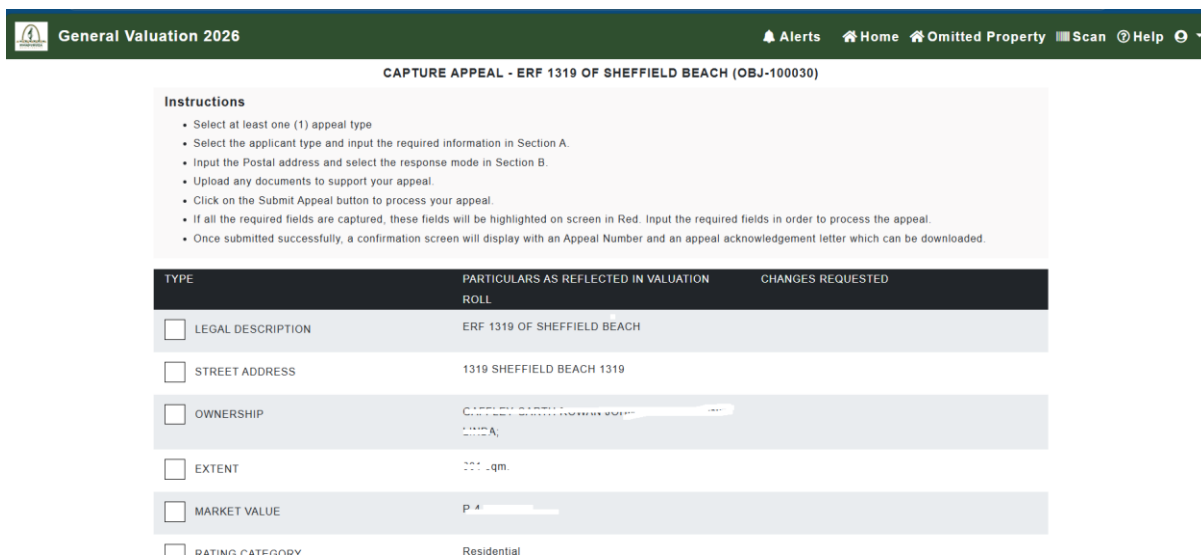 General Valuation 2026
Alerts Home Omitted Property Scan Help
CAPTURE APPEAL - ERF 1319 OF SHEFFIELD BEACH (OBJ-100030)
Instructions
• Select at least one (1) appeal type
• Select the applicant type and input the required information in Section A.
• Input the Postal address and select the response mode in Section B.
• Upload any documents to support your appeal.
• Click on the Submit Appeal button to process your appeal.
• If all the required fields are captured, these fields will be highlighted on screen in Red. Input the required fields in order to process the appeal.
• Once submitted successfully, a confirmation screen will display with an Appeal Number and an appeal acknowledgement letter which can be downloaded.
TYPE PARTICULARS AS REFLECTED IN VALUATION CHANGES REQUESTED
ROLL
LEGAL DESCRIPTION ERF 1319 OF SHEFFIELD BEACH
STREET ADDRESS 1319 SHEFFIELD BEACH 1319
OWNERSHIP
EXTENT
MARKET VALUE
RATING CATEGORY Residential